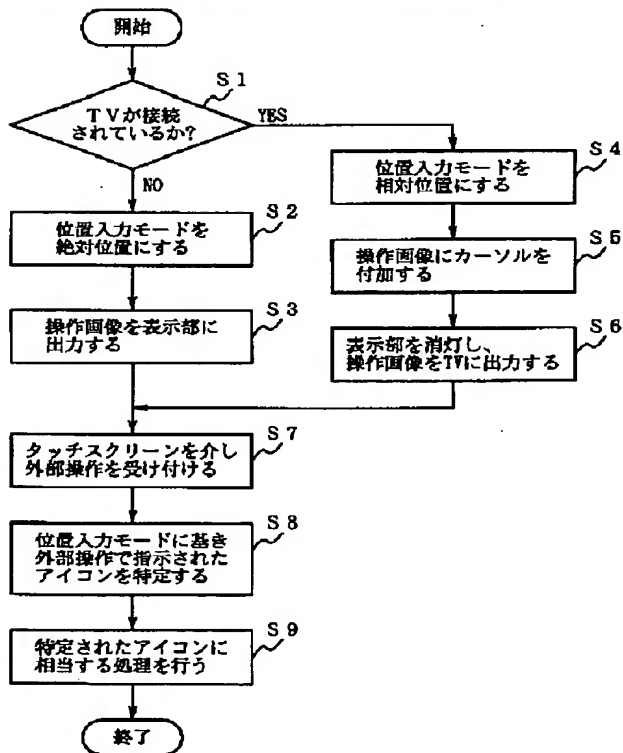 開始
S1
TVが接続
されているか?
YES
NO
S2
位置入力モードを
絶対位置にする
S3
操作画像を表示部に
出力する
S4
位置入力モードを
相対位置にする
S5
操作画像にカーソルを
付加する
S6
表示部を消灯し、
操作画像をTVに出力する
S7
タッチスクリーンを介し
外部操作を受け付ける
S8
位置入力モードに基き
外部操作で指示された
アイコンを特定する
S9
特定されたアイコンに
相当する処理を行う
終了